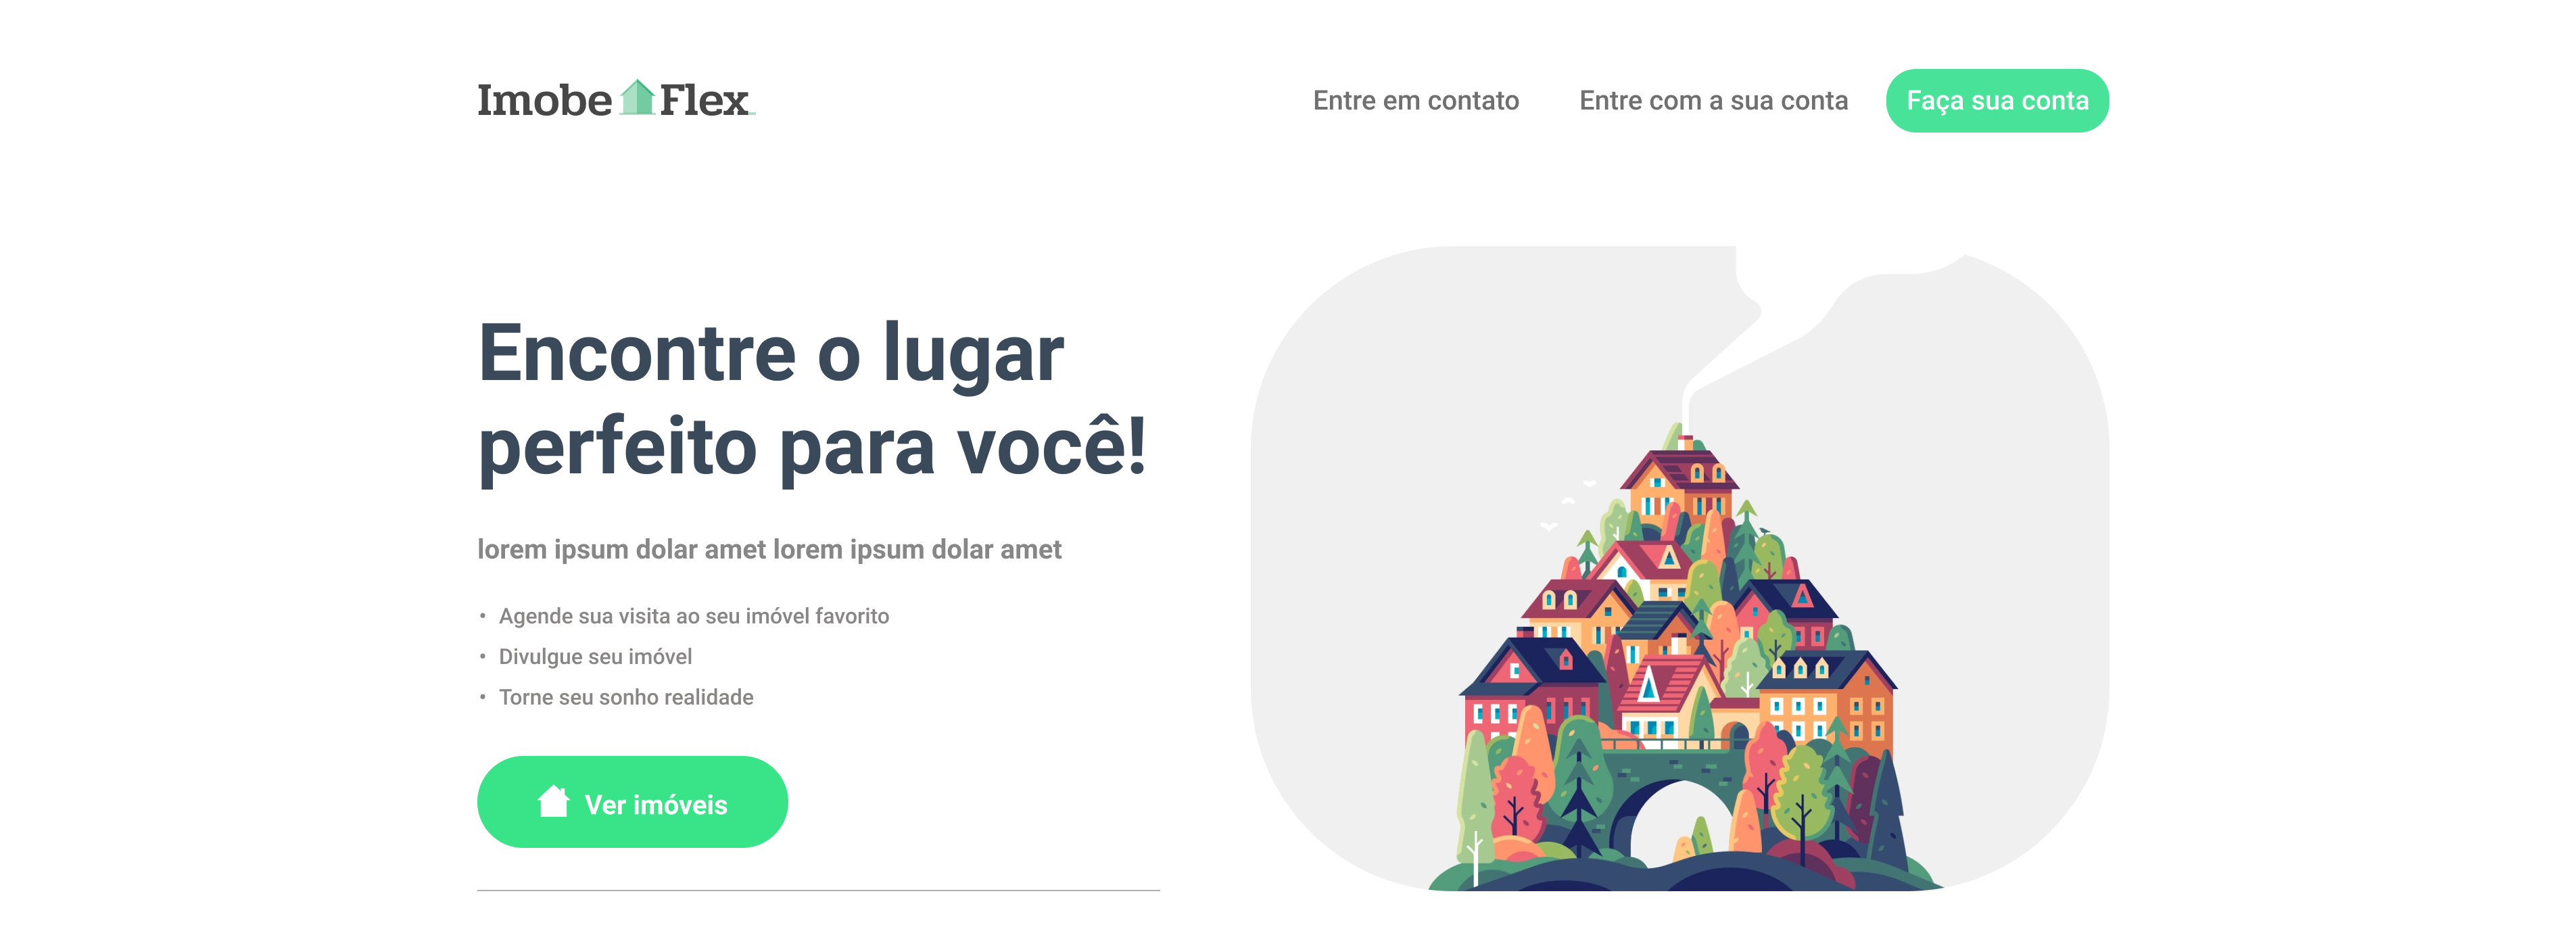 Imobe Flex
Entre em contato
Entre com a sua conta
Faça sua conta
Encontre o lugar
perfeito para você!
lorem ipsum dolar amet lorem ipsum dolar amet
• Agende sua visita ao seu imóvel favorito
• Divulgue seu imóvel
• Torne seu sonho realidade
Ver imóveis